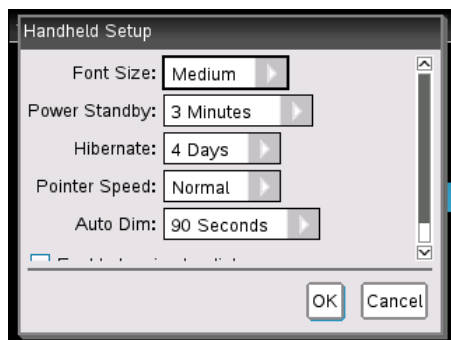 Handheld Setup
Font Size: Medium
Power Standby: 3 Minutes
Hibernate: 4 Days
Pointer Speed: Normal
Auto Dim: 90 Seconds
OK Cancel